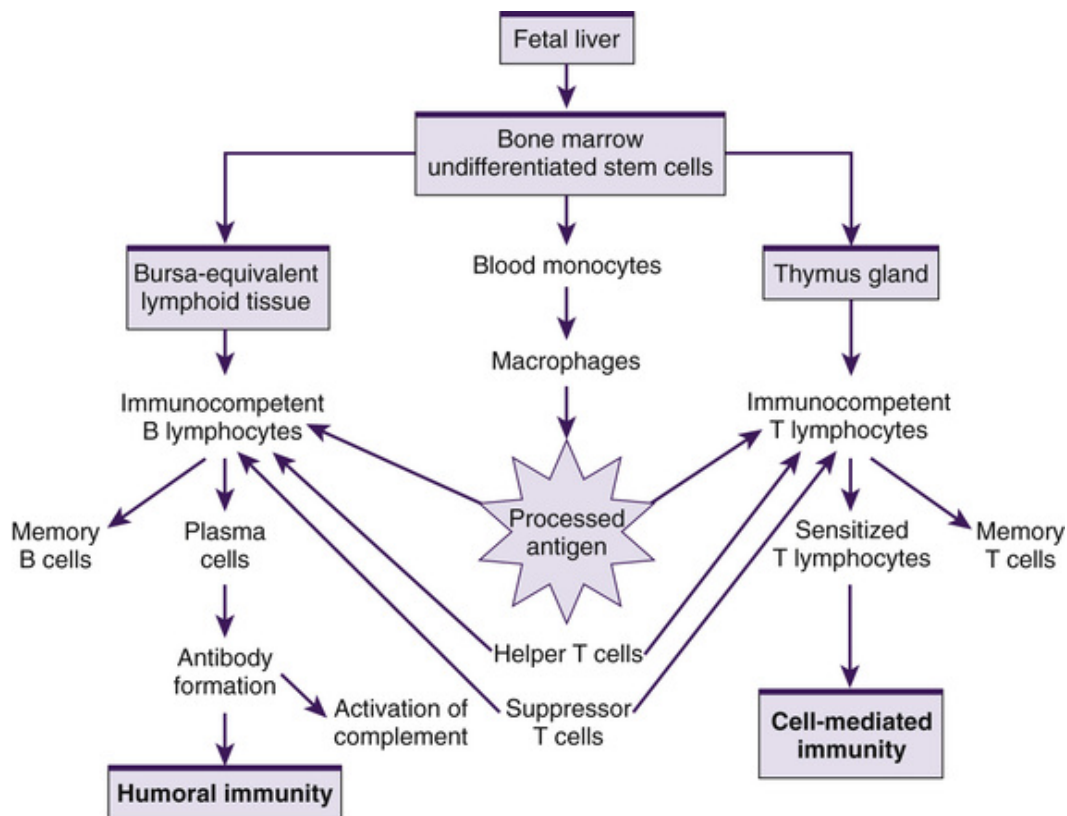 Fetal liver
Bone marrow
undifferentiated stem cells
Bursa-equivalent
lymphoid tissue
Blood monocytes
Thymus gland
Macrophages
Immunocompetent
B lymphocytes
Immunocompetent
T lymphocytes
Memory
B cells
Plasma
cells
Processed
antigen
Sensitized
T lymphocytes
Memory
T cells
Helper T cells
Antibody
formation
Activation of
complement
Suppressor
T cells
Cell-mediated
immunity
Humoral immunity